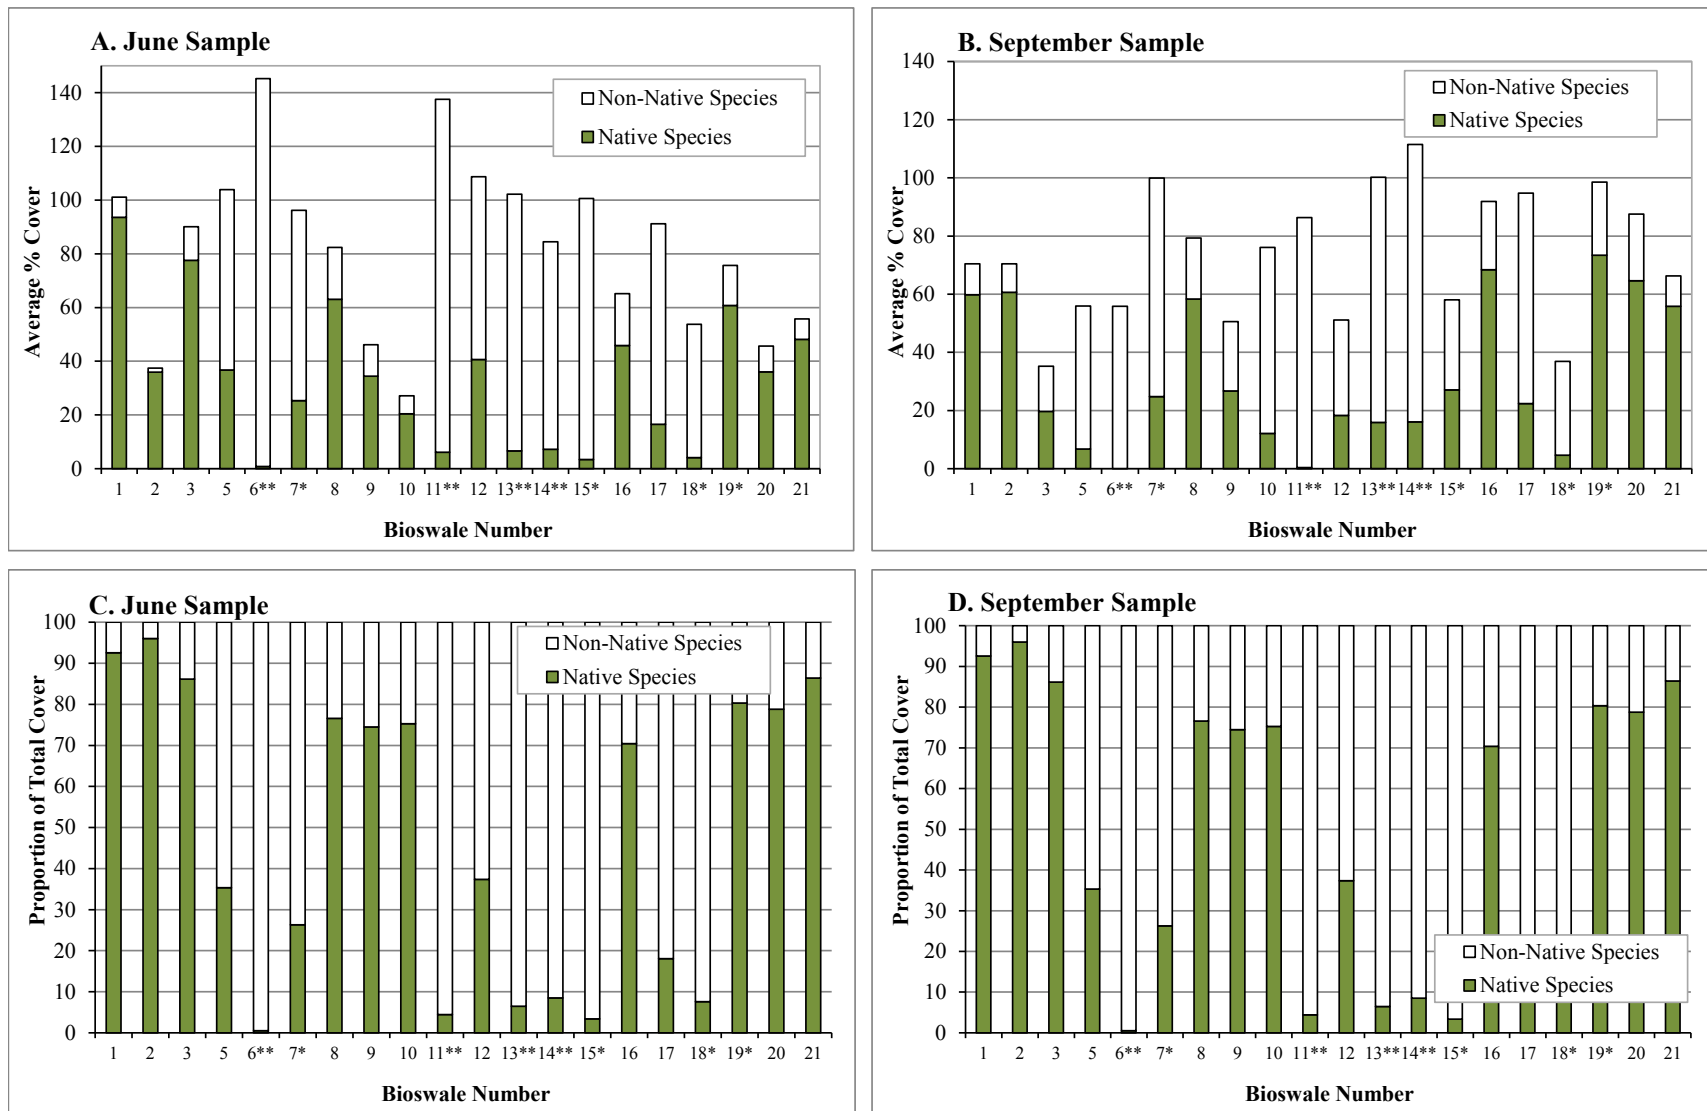 A. June Sample
Average % Cover
140
120
100
80
60
40
20
0
Non-Native Species
Native Species
1 2 3 5 6** 7* 8 9 10 11** 12 13** 14** 15* 16 17 18* 19* 20 21
Bioswale Number
B. September Sample
Average % Cover
140
120
100
80
60
40
20
0
Non-Native Species
Native Species
1 2 3 5 6** 7* 8 9 10 11** 12 13** 14** 15* 16 17 18* 19* 20 21
Bioswale Number
C. June Sample
Proportion of Total Cover
100
90
80
70
60
50
40
30
20
10
0
Non-Native Species
Native Species
1 2 3 5 6** 7* 8 9 10 11** 12 13** 14** 15* 16 17 18* 19* 20 21
Bioswale Number
D. September Sample
Proportion of Total Cover
100
90
80
70
60
50
40
30
20
10
0
Non-Native Species
Native Species
1 2 3 5 6** 7* 8 9 10 11** 12 13** 14** 15* 16 17 18* 19* 20 21
Bioswale Number